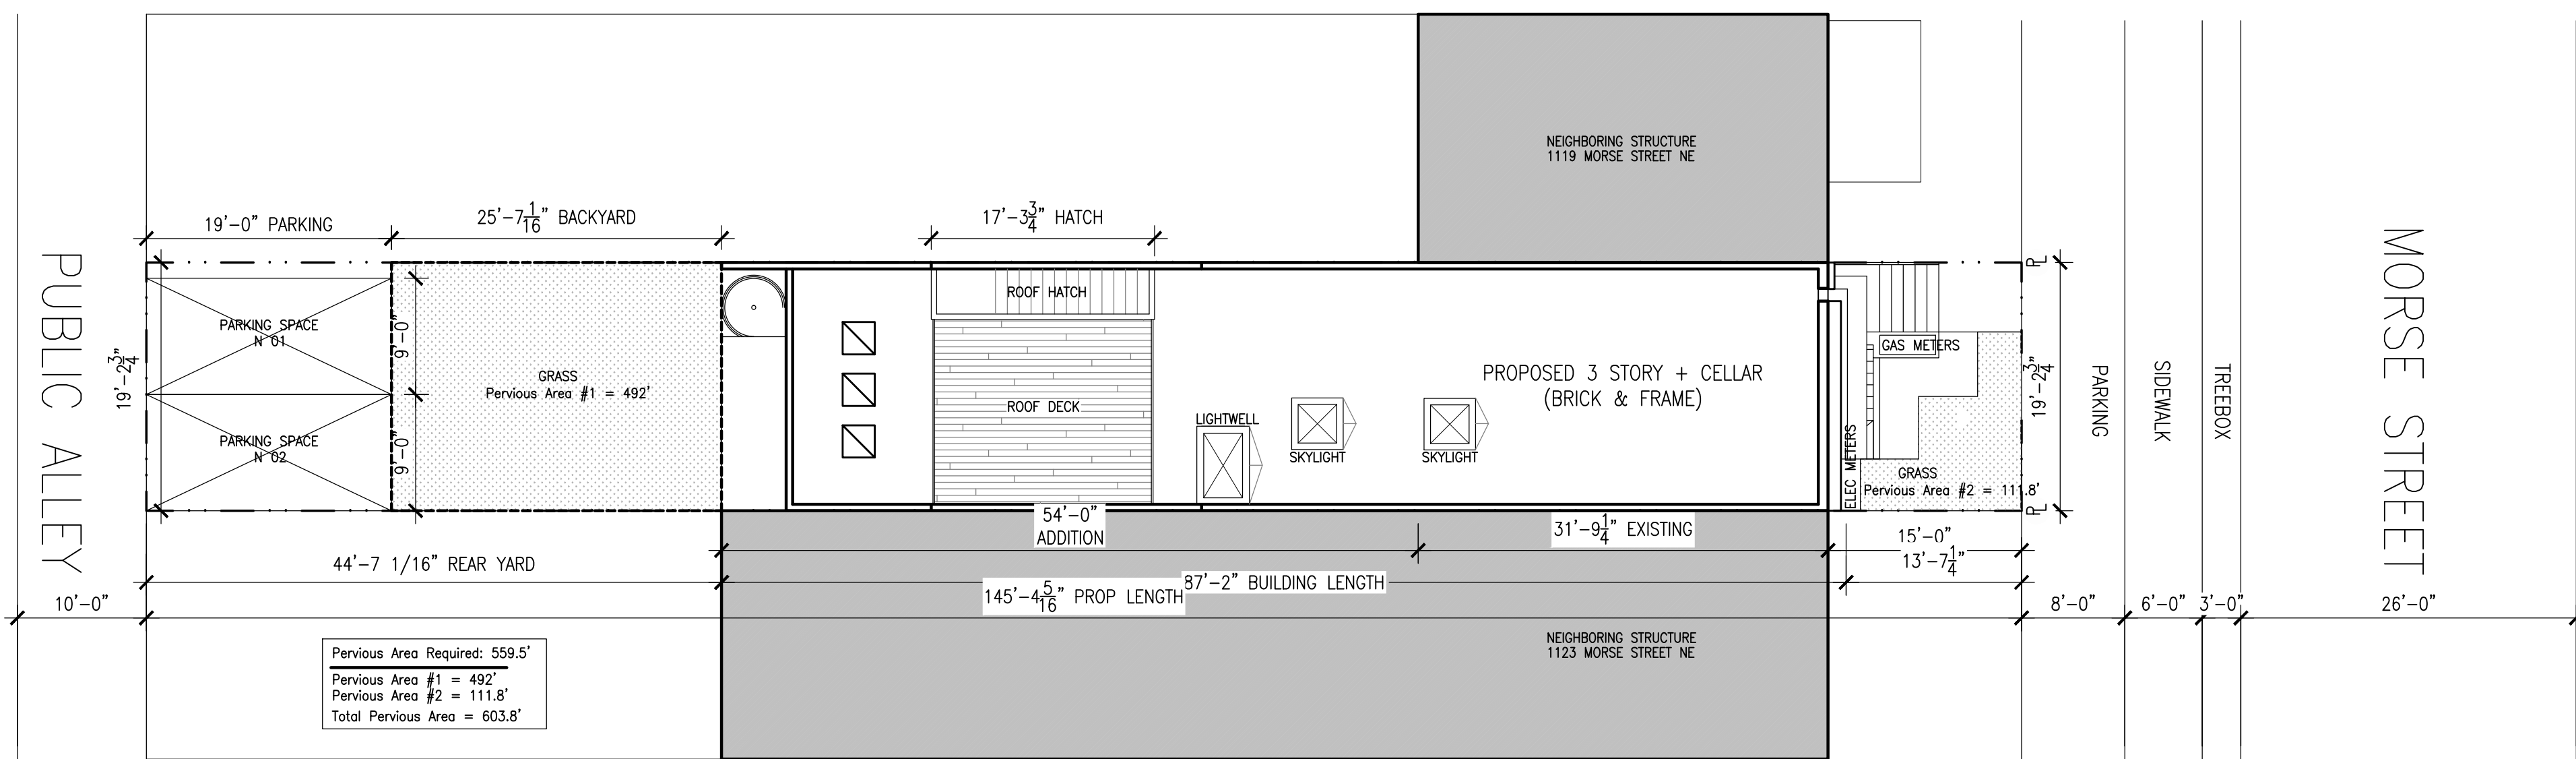 NEIGHBORING STRUCTURE
1119 MORSE STREET NE
19'-0" PARKING
25'-7 1/16" BACKYARD
17'-3 3/4" HATCH
PUBLIC ALLEY
MORSE STREET
PL
19'-2 3/4"
PARKING SPACE
N 01
9'-0"
PARKING SPACE
N 02
9'-0"
GRASS
Pervious Area #1 = 492'
ROOF HATCH
ROOF DECK
LIGHTWELL
SKYLIGHT
SKYLIGHT
PROPOSED 3 STORY + CELLAR
(BRICK & FRAME)
GAS METERS
ELEC METERS
GRASS
Pervious Area #2 = 111.8'
19'-2 3/4"
PL
PARKING
SIDEWALK
TREEBOX
54'-0"
ADDITION
31'-9 1/4" EXISTING
15'-0"
13'-7 1/4"
44'-7 1/16" REAR YARD
87'-2" BUILDING LENGTH
145'-4 5/16" PROP LENGTH
10'-0"
8'-0"
6'-0"
3'-0"
26'-0"
NEIGHBORING STRUCTURE
1123 MORSE STREET NE
Pervious Area Required: 559.5'
Pervious Area #1 = 492'
Pervious Area #2 = 111.8'
Total Pervious Area = 603.8'